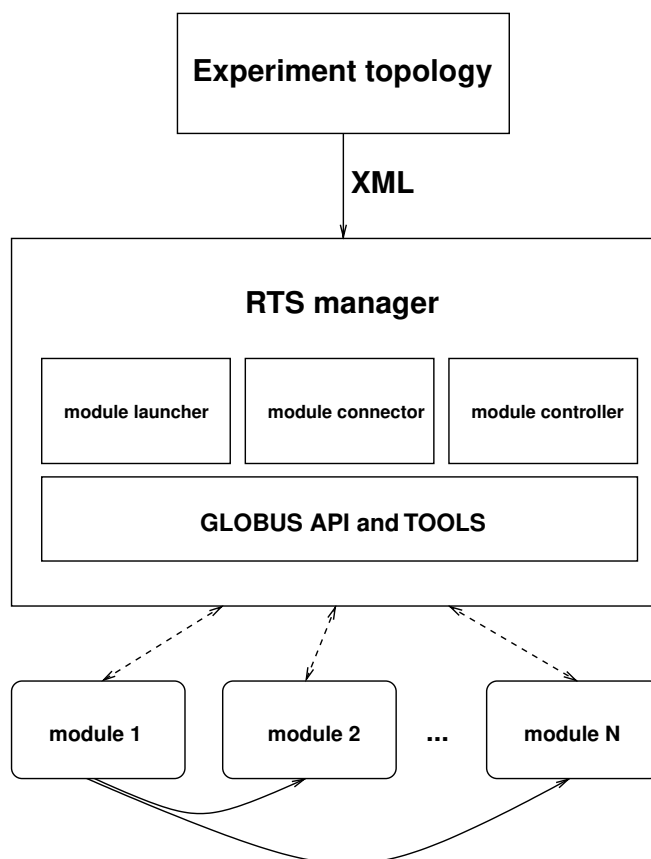 Experiment topology
XML
RTS manager
module launcher
module connector
module controller
GLOBUS API and TOOLS
module 1
module 2
...
module N